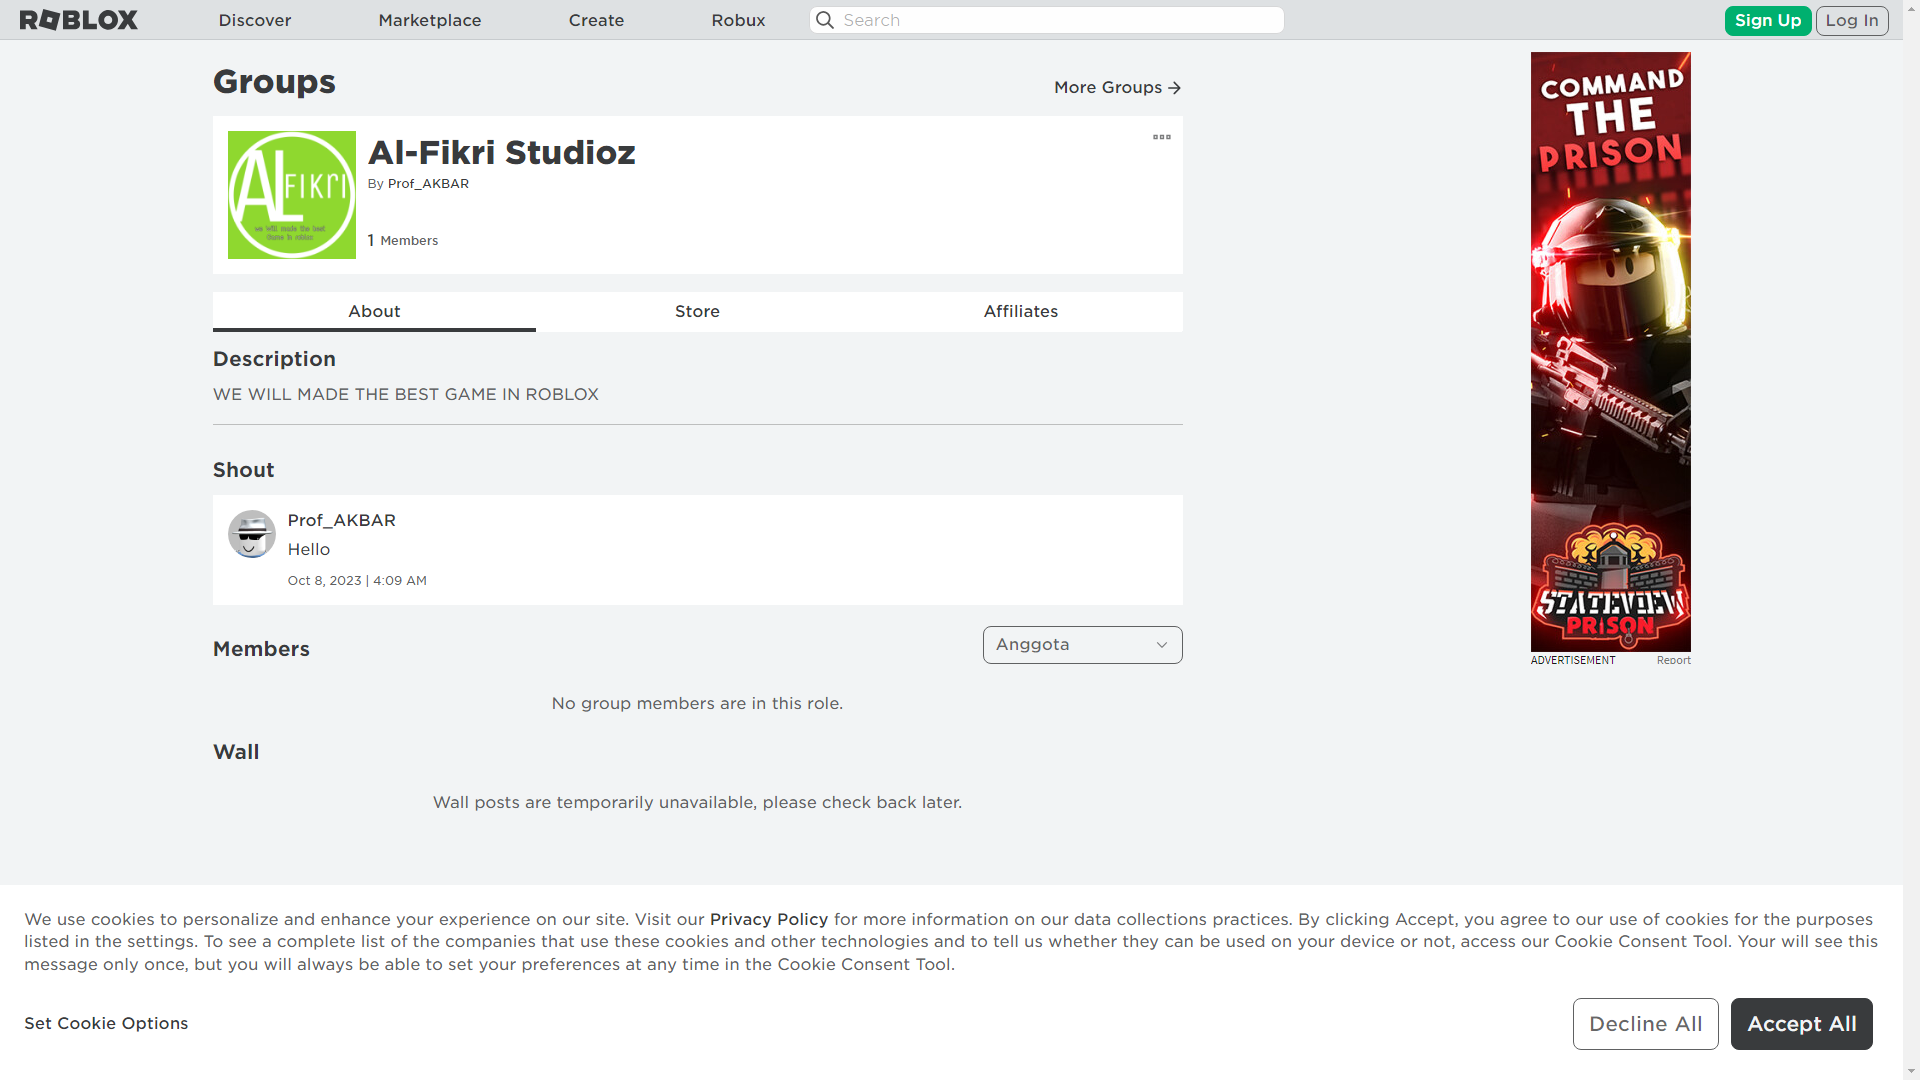 ROBLOX
Discover
Marketplace
Create
Robux
Search
Sign Up
Log In
Groups
More Groups
AL FIKRI
we will made the best
Game in roblox
Al-Fikri Studioz
By Prof_AKBAR
1 Members
About
Store
Affiliates
Description
WE WILL MADE THE BEST GAME IN ROBLOX
Shout
Prof_AKBAR
Hello
Oct 8, 2023 | 4:09 AM
Members
Anggota
No group members are in this role.
Wall
Wall posts are temporarily unavailable, please check back later.
COMMAND
THE
PRISON
STATEVIEW
PRISON
ADVERTISEMENT
Report
We use cookies to personalize and enhance your experience on our site. Visit our Privacy Policy for more information on our data collections practices. By clicking Accept, you agree to our use of cookies for the purposes
listed in the settings. To see a complete list of the companies that use these cookies and other technologies and to tell us whether they can be used on your device or not, access our Cookie Consent Tool. Your will see this
message only once, but you will always be able to set your preferences at any time in the Cookie Consent Tool.
Set Cookie Options
Decline All
Accept All